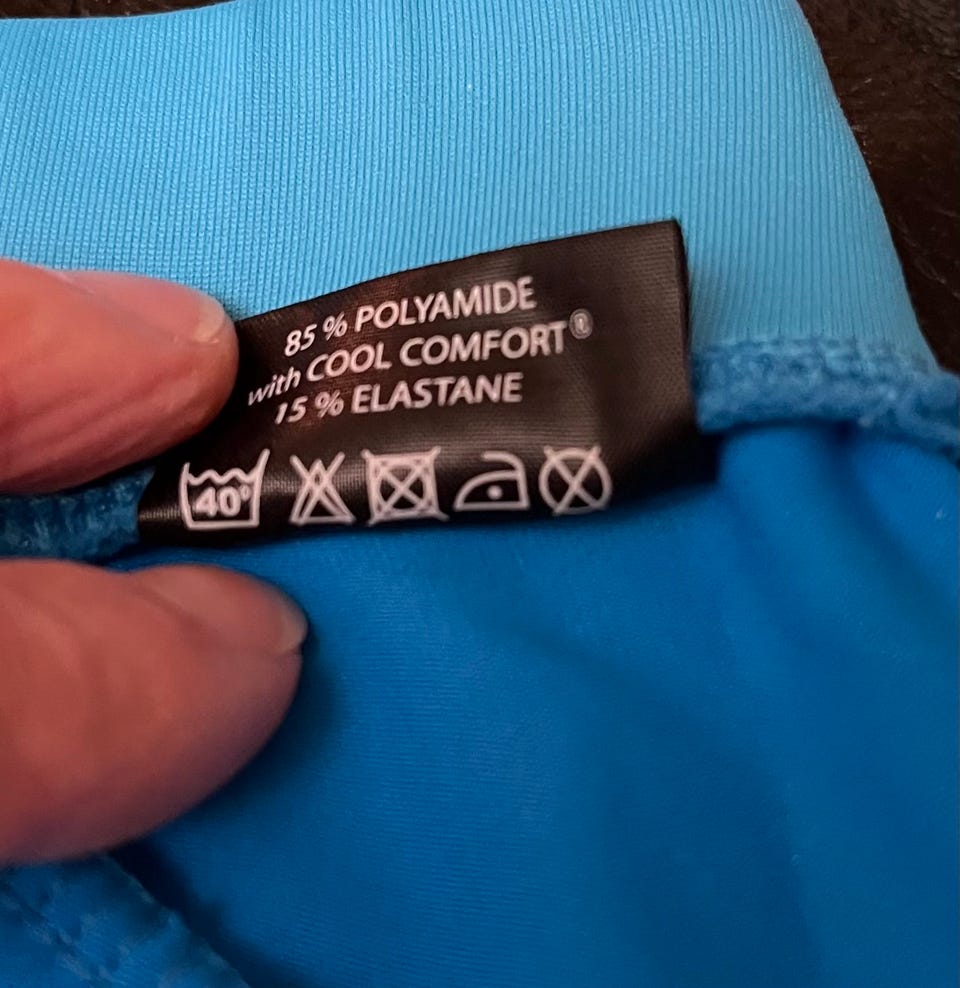 85 % POLYAMIDE
with COOL COMFORT®
15 % ELASTANE
40°